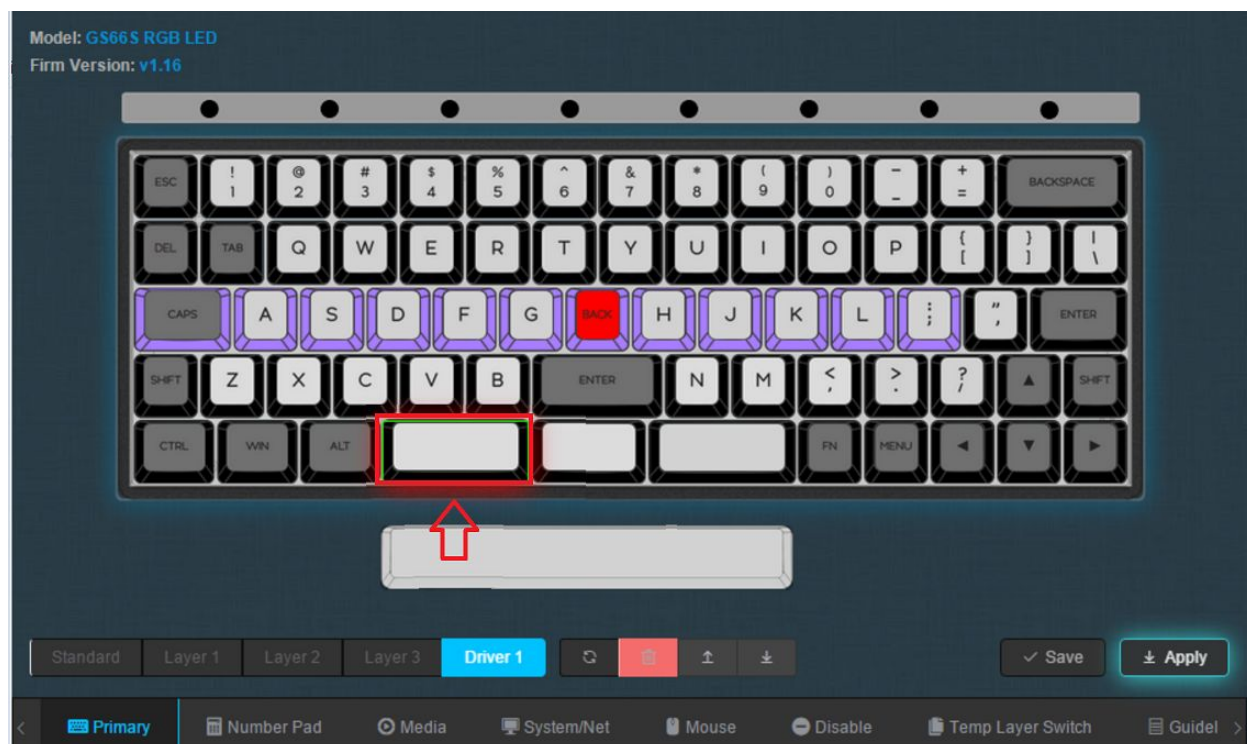 Model: GS66S RGB LED
Firm Version: v1.16
ESC ! 1 @ 2 # 3 $ 4 % 5 ^ 6 & 7 * 8 ( 9 ) 0 - _ + = BACKSPACE
DEL TAB Q W E R T Y U I O P { [ } ] | \
CAPS A S D F G BACK H J K L : ; " , ENTER
SHIFT Z X C V B ENTER N M < , > . ? / ▲ SHIFT
CTRL WIN ALT FN MENU ◄ ▼ ►
Standard Layer 1 Layer 2 Layer 3 Driver 1 Save Apply
Primary Number Pad Media System/Net Mouse Disable Temp Layer Switch Guidel